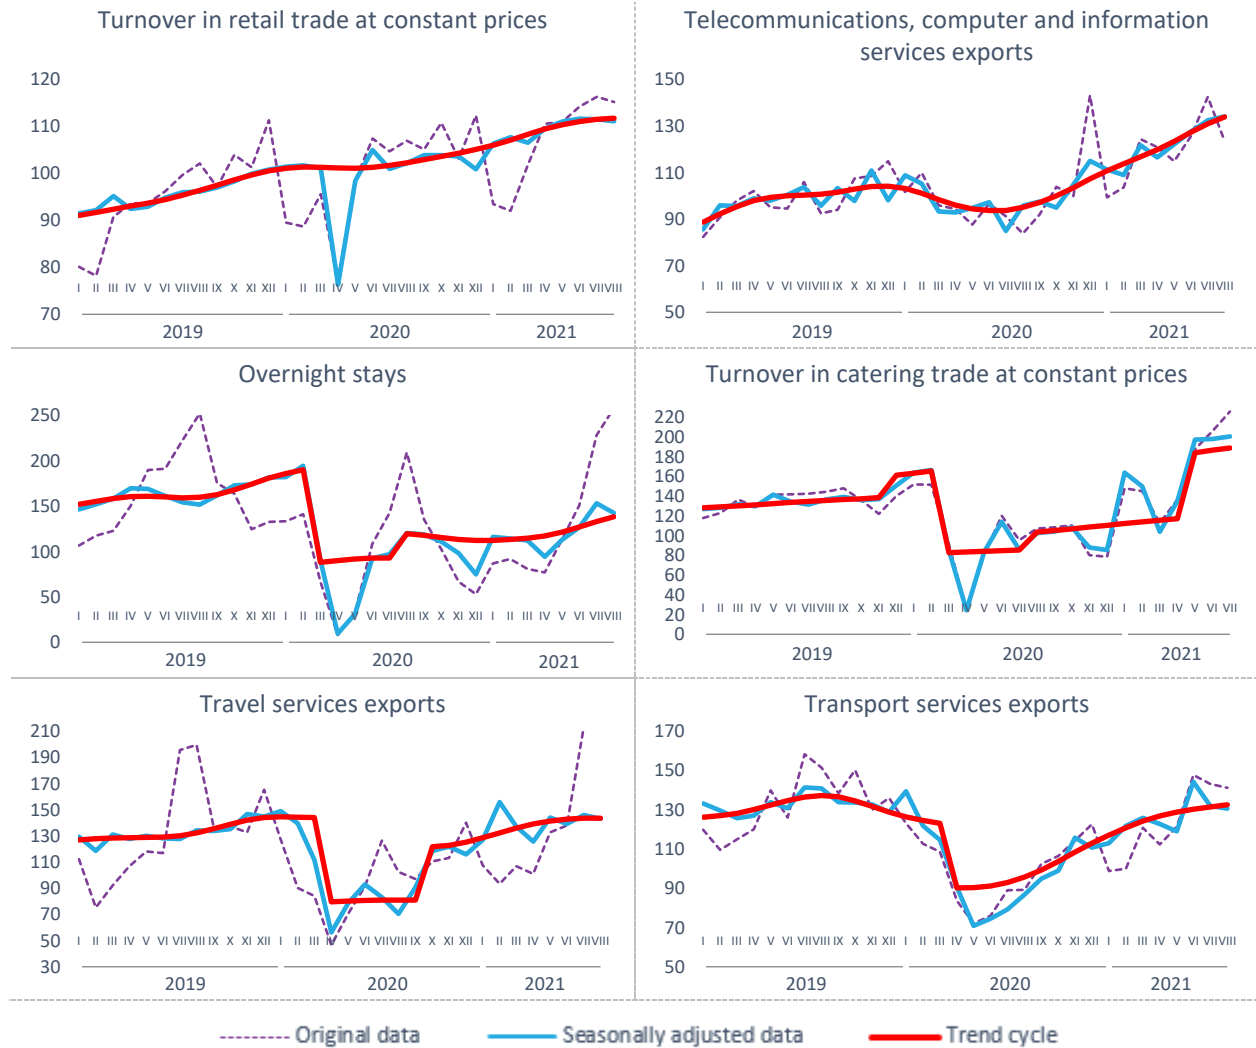 Turnover in retail trade at constant prices
120
110
100
90
80
70
I II III IV V VI VII VIII IX X XI XII I II III IV V VI VII VIII IX X XI XII I II III IV V VI VII VIII
2019 2020 2021
Telecommunications, computer and information
services exports
150
130
110
90
70
50
I II III IV V VI VII VIII IX X XI XII I II III IV V VI VII VIII IX X XI XII I II III IV V VI VII VIII
2019 2020 2021
Overnight stays
250
200
150
100
50
0
I II III IV V VI VII VIII IX X XI XII I II III IV V VI VII VIII IX X XI XII I II III IV V VI VII VIII
2019 2020 2021
Turnover in catering trade at constant prices
220
200
180
160
140
120
100
80
60
40
20
0
I II III IV V VI VII VIII IX X XI XII I II III IV V VI VII VIII IX X XI XII I II III IV V VI VII
2019 2020 2021
Travel services exports
210
190
170
150
130
110
90
70
50
30
I II III IV V VI VII VIII IX X XI XII I II III IV V VI VII VIII IX X XI XII I II III IV V VI VII VIII
2019 2020 2021
Transport services exports
170
150
130
110
90
70
50
I II III IV V VI VII VIII IX X XI XII I II III IV V VI VII VIII IX X XI XII I II III IV V VI VII VIII
2019 2020 2021
Original data Seasonally adjusted data Trend cycle